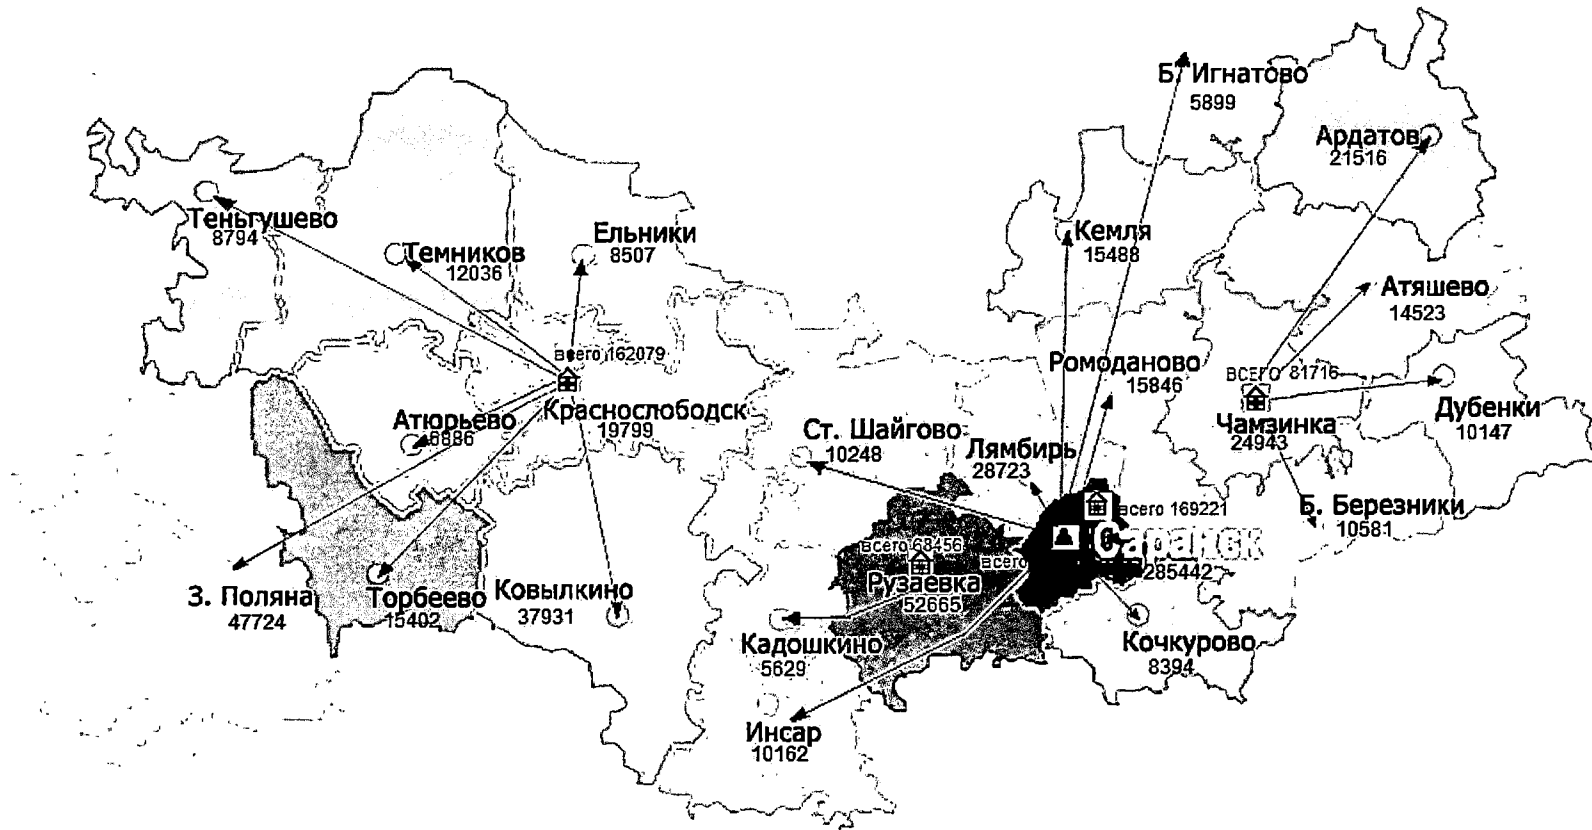 Б. Игнатово
5899
Ардатов
21516
Теньгушево
8794
Темников
12036
Ельники
8507
Кемля
15488
Атяшево
14523
всего 162079
Ромоданово
15846
ВСЕГО 81716
Атюрьево
6886
Краснослободск
19799
Ст. Шайгово
10248
Лямбирь
28723
Чамзинка
24943
Дубенки
10147
всего 169221
Б. Березники
10581
Саранск
285442
всего 68456
всего
Рузаевка
52665
З. Поляна
47724
Торбеево
15402
Ковылкино
37931
Кадошкино
5629
Кочкурово
8394
Инсар
10162